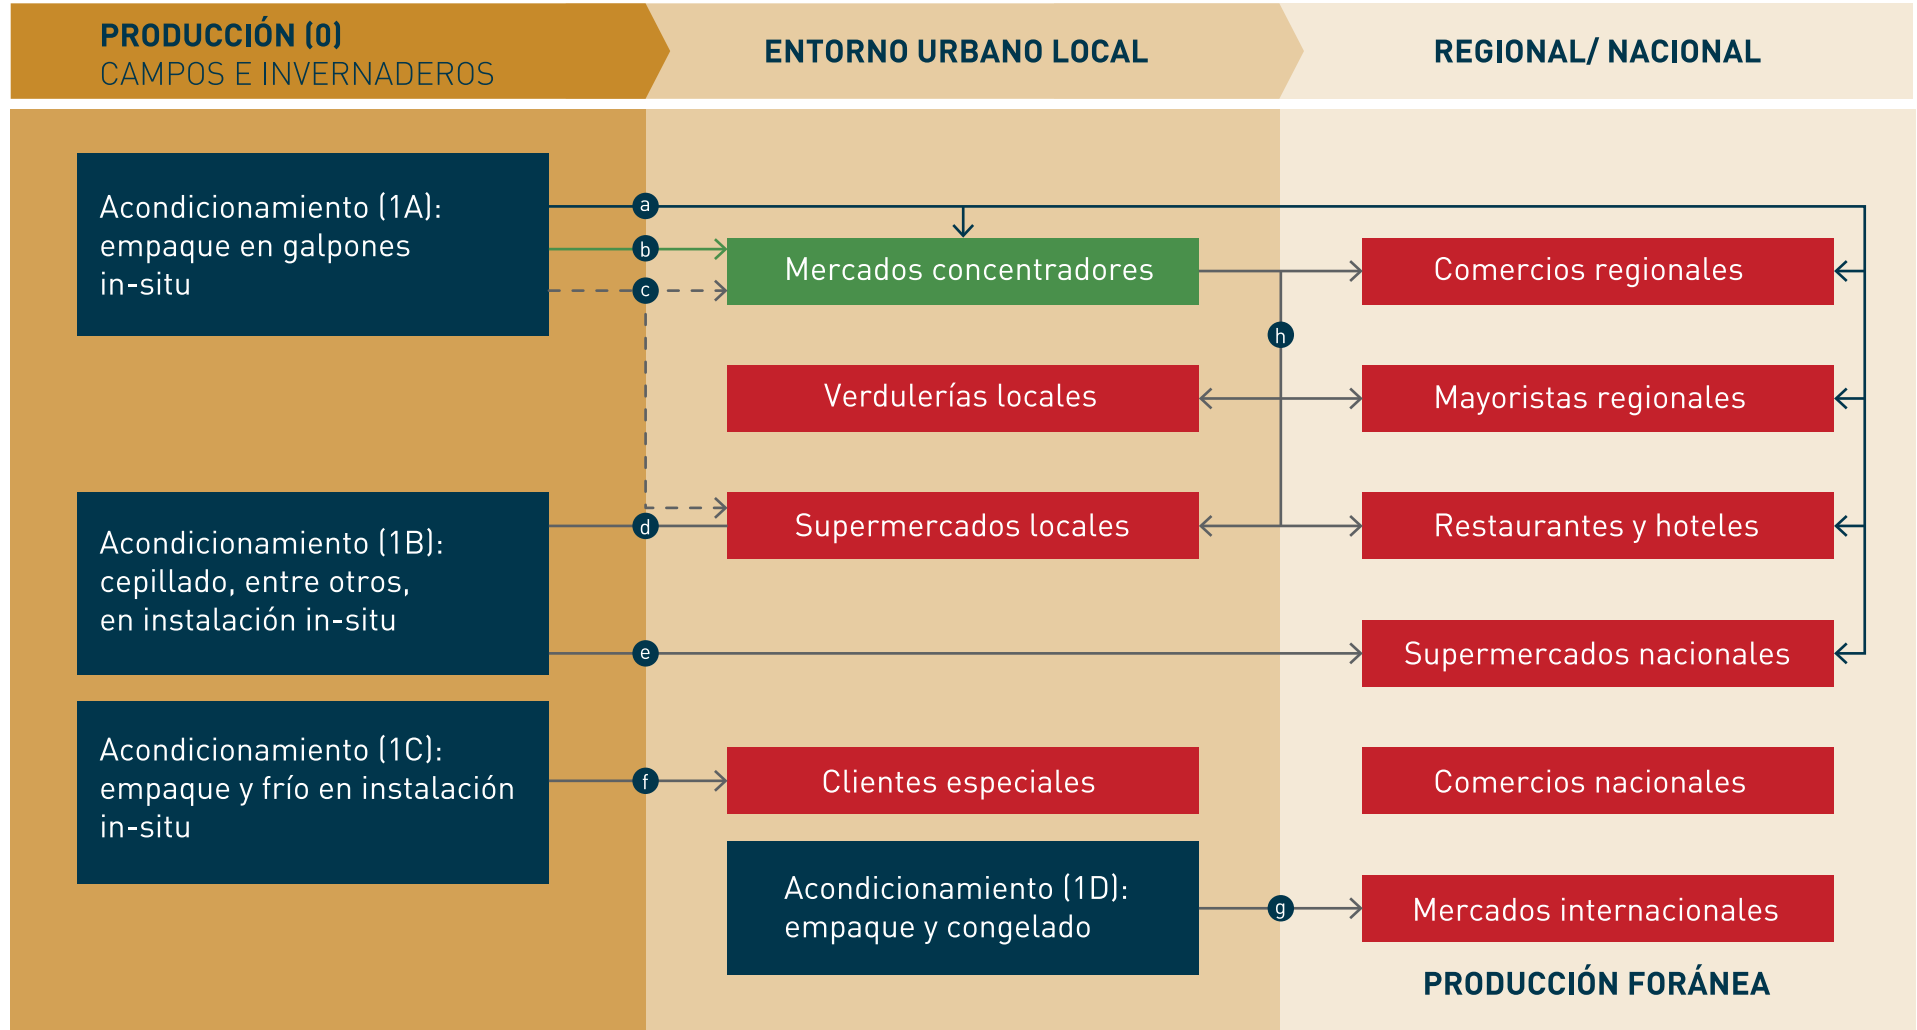 PRODUCCIÓN (0)
CAMPOS E INVERNADEROS
ENTORNO URBANO LOCAL
REGIONAL/ NACIONAL
Acondicionamiento (1A):
empaque en galpones
in-situ
a
b
c
Mercados concentradores
Comercios regionales
h
Verdulerías locales
Mayoristas regionales
Acondicionamiento (1B):
cepillado, entre otros,
en instalación in-situ
d
Supermercados locales
Restaurantes y hoteles
e
Supermercados nacionales
Acondicionamiento (1C):
empaque y frío en instalación
in-situ
f
Clientes especiales
Comercios nacionales
Acondicionamiento (1D):
empaque y congelado
g
Mercados internacionales
PRODUCCIÓN FORÁNEA